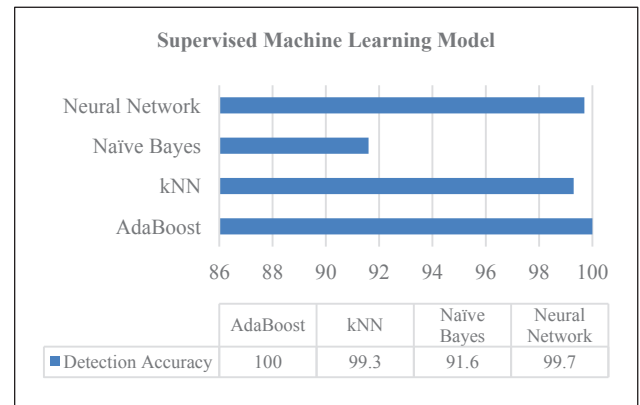 Supervised Machine Learning Model
Neural Network
Naïve Bayes
kNN
AdaBoost
86 88 90 92 94 96 98 100
AdaBoost kNN Naïve Bayes Neural Network
Detection Accuracy 100 99.3 91.6 99.7